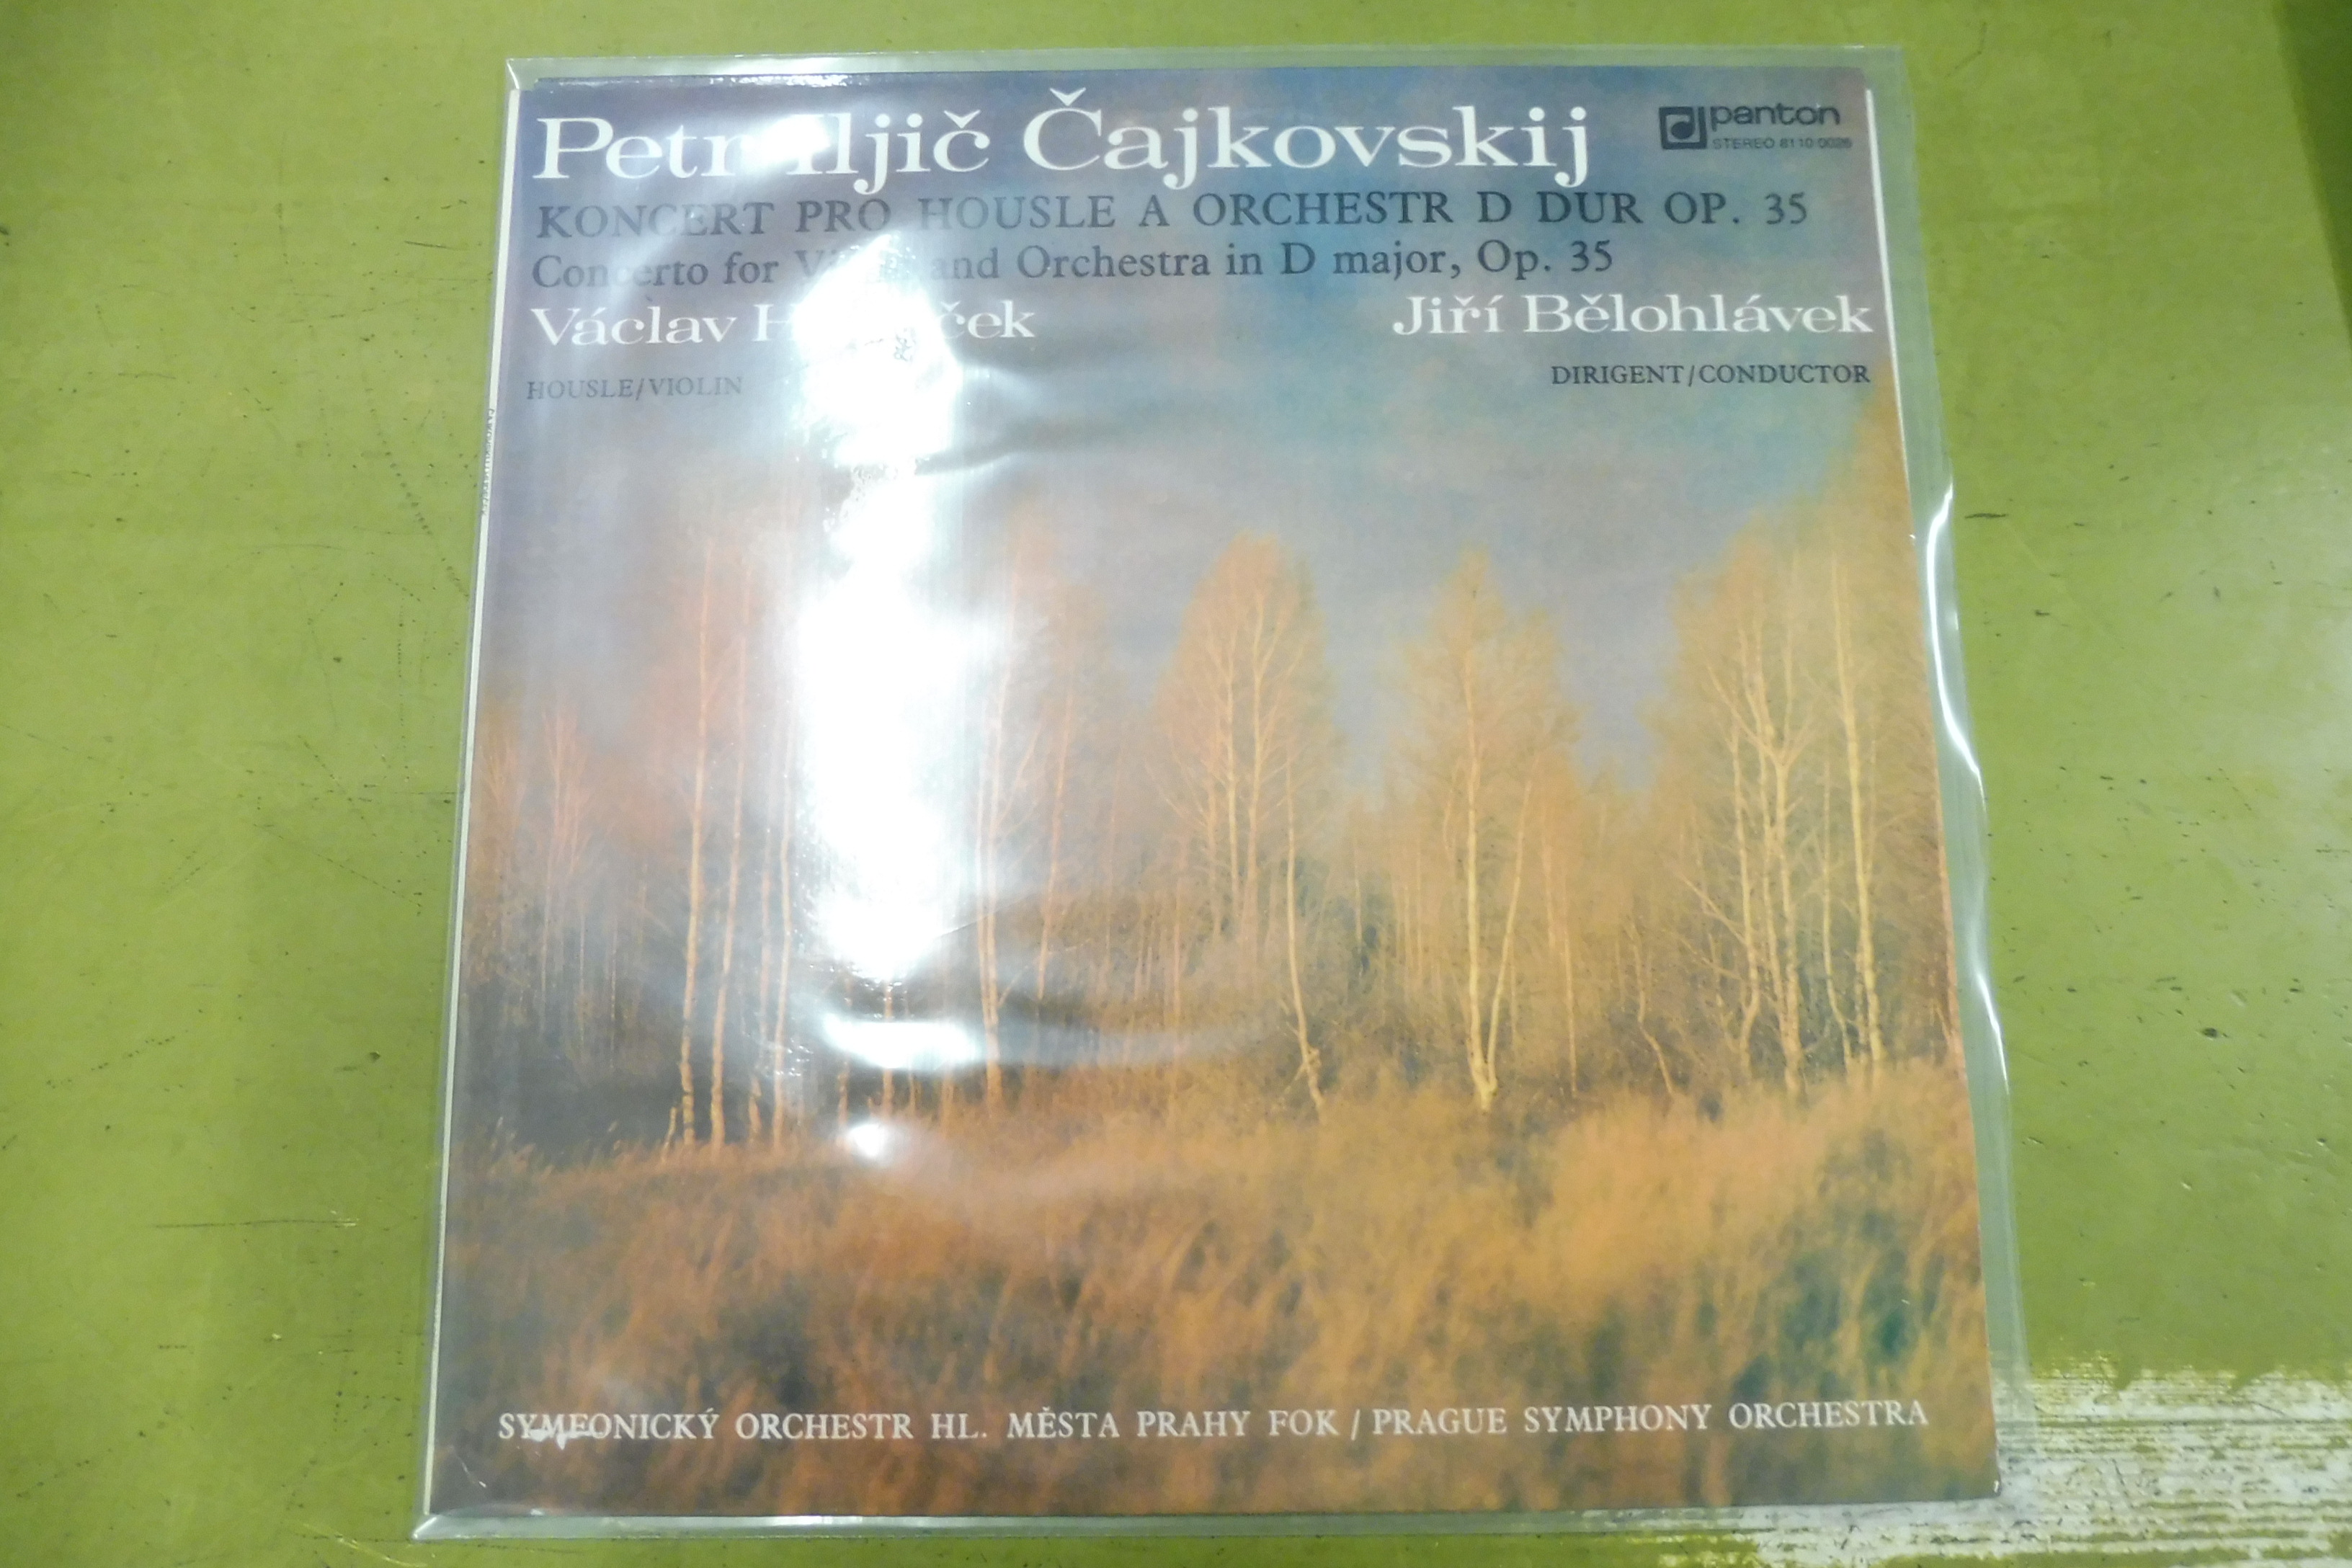 Petr Iljič Čajkovskij
panton
STEREO 8110 0026
KONCERT PRO HOUSLE A ORCHESTR D DUR OP. 35
Concerto for and Orchestra in D major, Op. 35
Václav
Jiří Bělohlávek
HOUSLE/VIOLIN
DIRIGENT/CONDUCTOR
SYMFONICKÝ ORCHESTR HL. MĚSTA PRAHY FOK / PRAGUE SYMPHONY ORCHESTRA